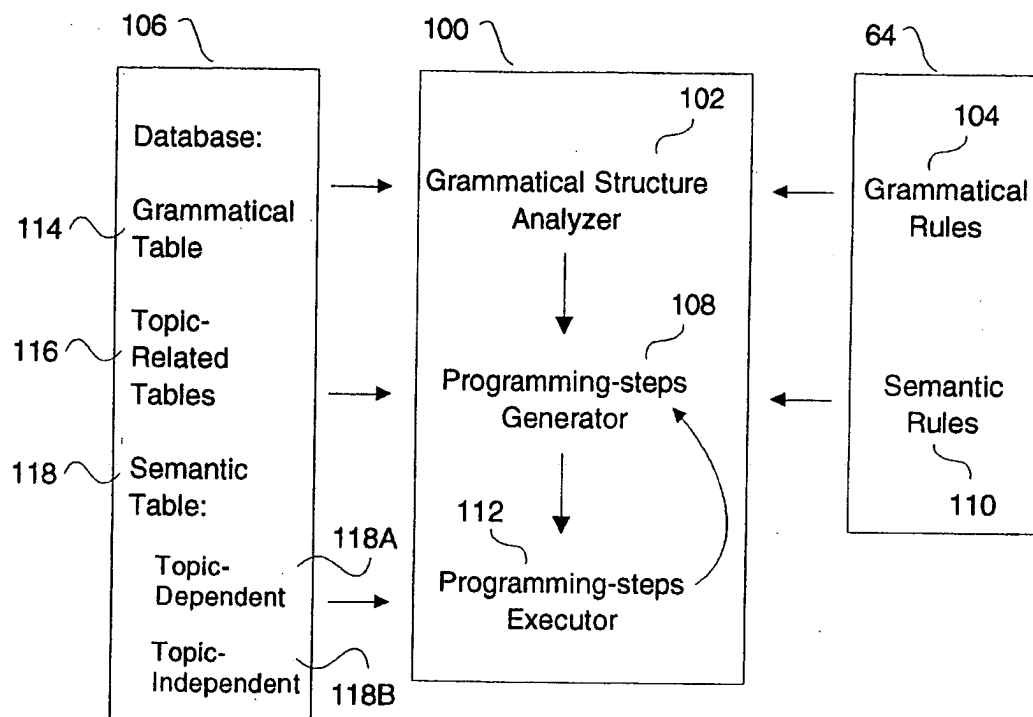 106
100
64
Database:
114
Grammatical
Table
116
Topic-
Related
Tables
118
Semantic
Table:
118A
Topic-
Dependent
Topic-
Independent
118B
102
Grammatical Structure
Analyzer
108
Programming-steps
Generator
112
Programming-steps
Executor
104
Grammatical
Rules
Semantic
Rules
110